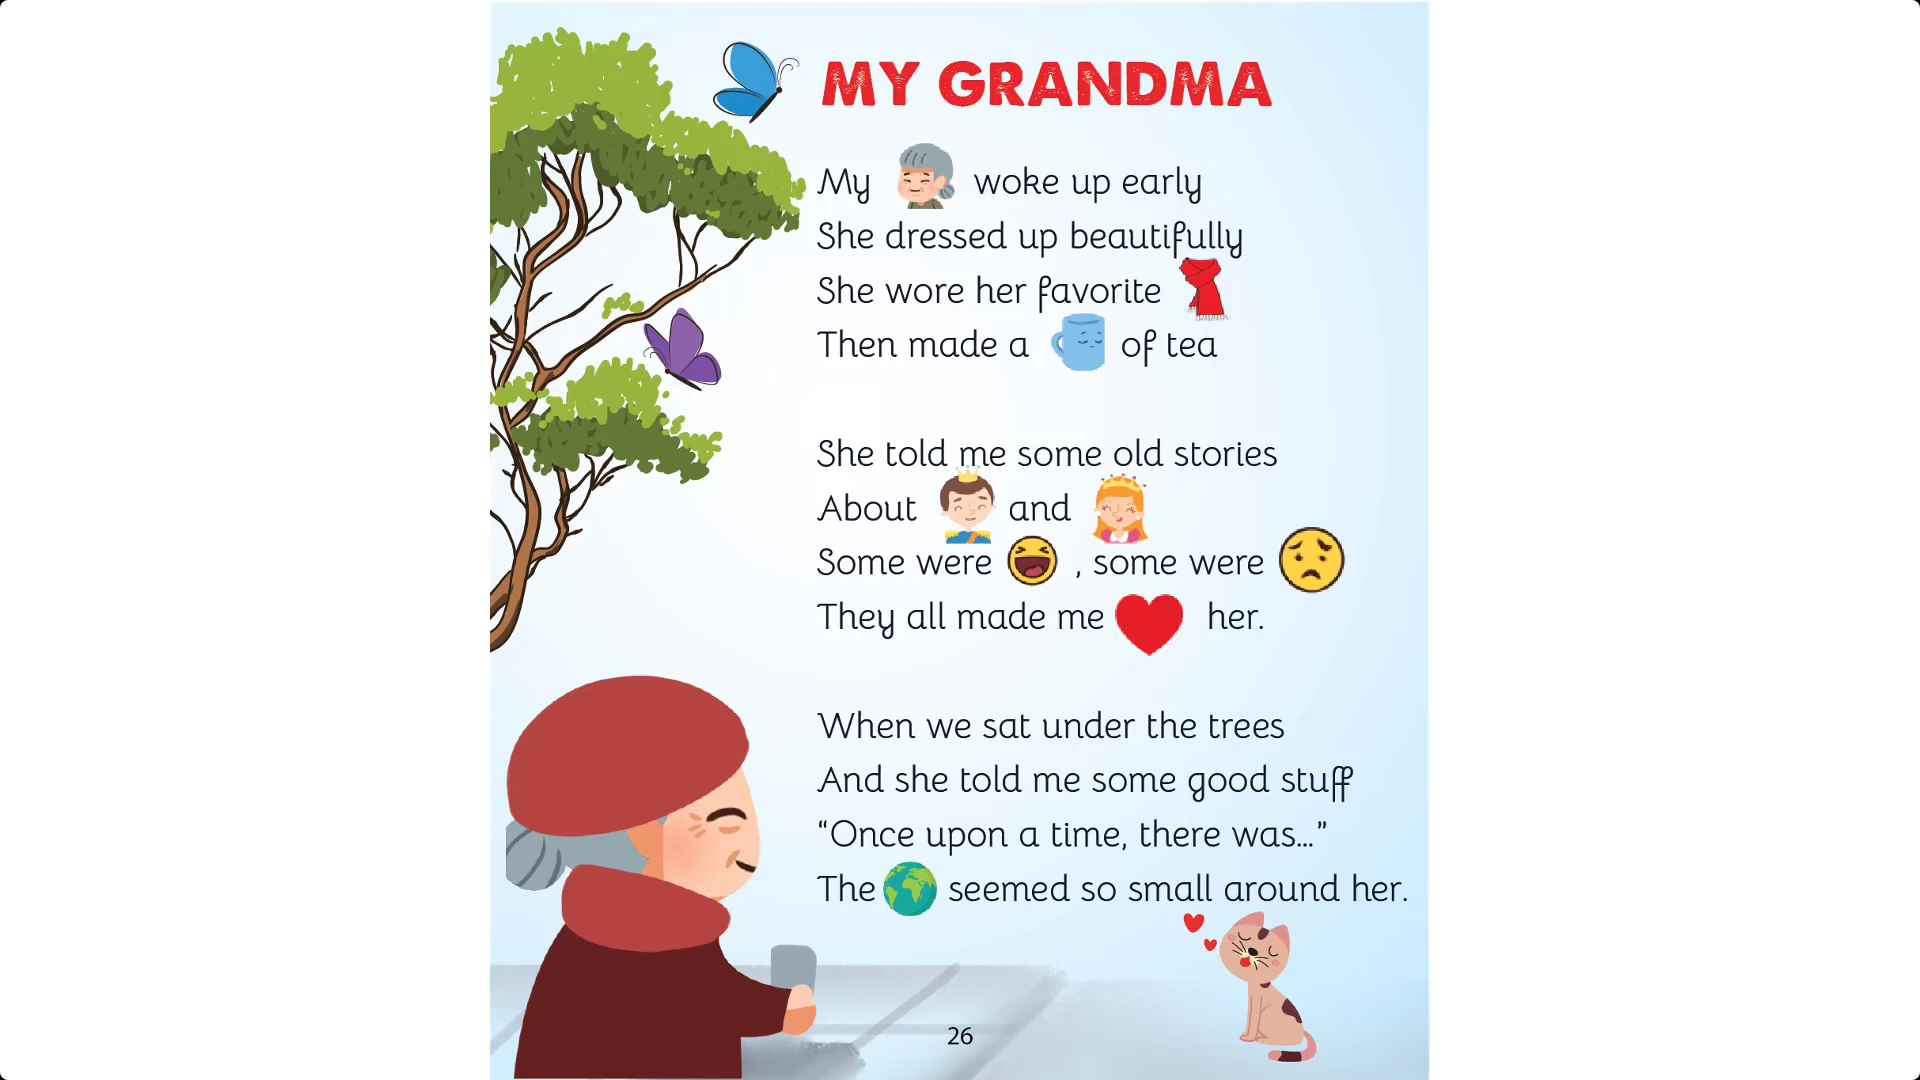 MY GRANDMA
My woke up early
She dressed up beautifully
She wore her favorite
Then made a of tea
She told me some old stories
About and
Some were , some were
They all made me her.
When we sat under the trees
And she told me some good stuff
“Once upon a time, there was...”
The seemed so small around her.
26